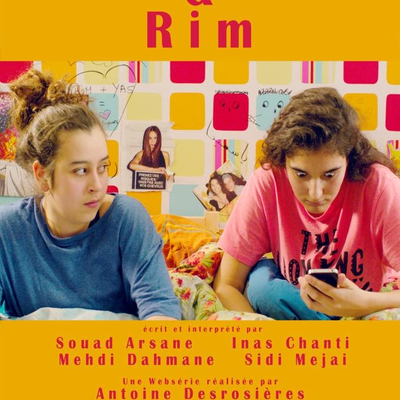 &
Rim
écrit et interprété par
Souad Arsane Inas Chanti
Mehdi Dahmane Sidi Mejai
Une Websérie réalisée par
Antoine Desrosières